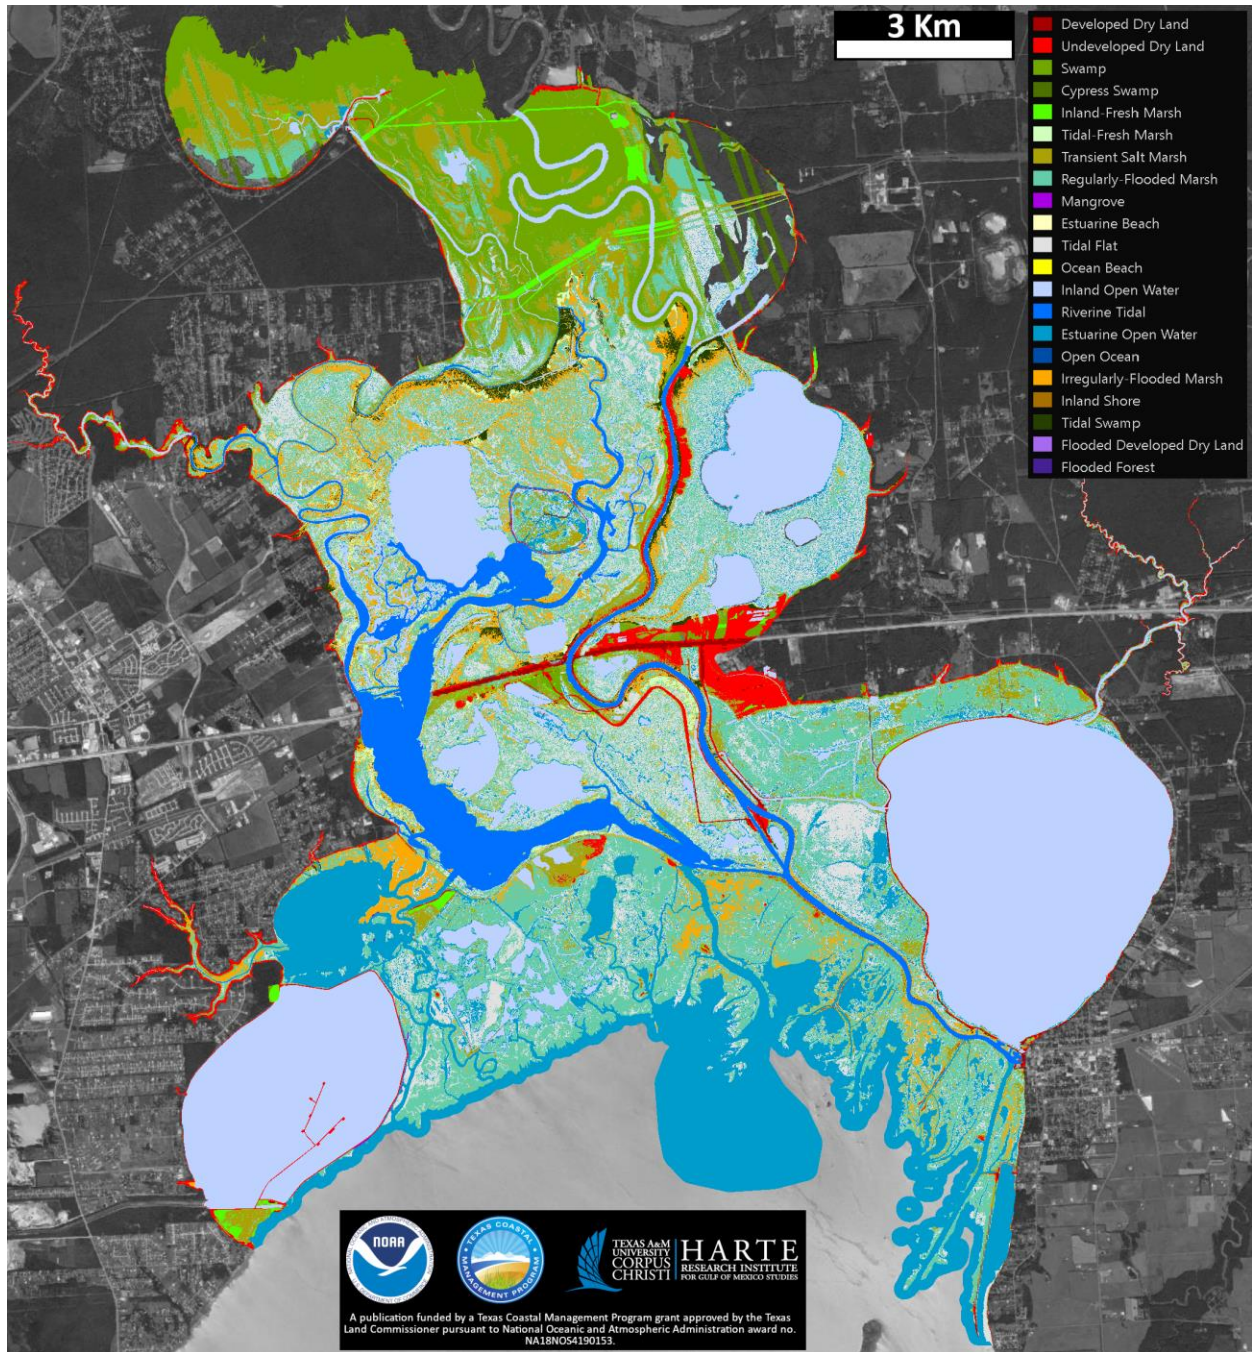 3 Km
Developed Dry Land
Undeveloped Dry Land
Swamp
Cypress Swamp
Inland-Fresh Marsh
Tidal-Fresh Marsh
Transient Salt Marsh
Regularly-Flooded Marsh
Mangrove
Estuarine Beach
Tidal Flat
Ocean Beach
Inland Open Water
Riverine Tidal
Estuarine Open Water
Open Ocean
Irregularly-Flooded Marsh
Inland Shore
Tidal Swamp
Flooded Developed Dry Land
Flooded Forest
NOAA
TEXAS COASTAL
MANAGEMENT PROGRAM
TEXAS A&M
UNIVERSITY
CORPUS
CHRISTI
HARTE
RESEARCH INSTITUTE
FOR GULF OF MEXICO STUDIES
A publication funded by a Texas Coastal Management Program grant approved by the Texas
Land Commissioner pursuant to National Oceanic and Atmospheric Administration award no.
NA18NOS4190153.